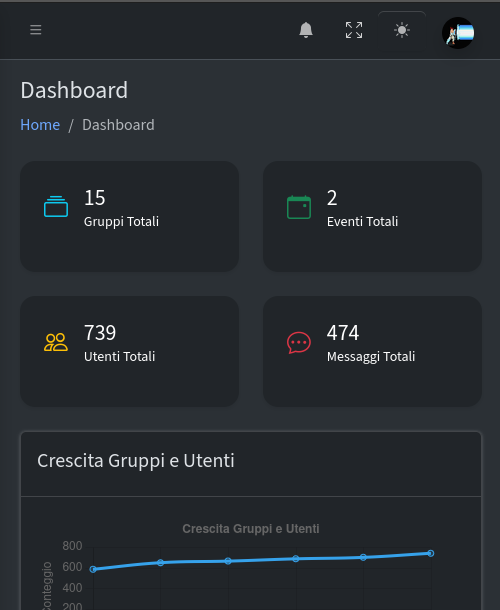 Dashboard
Home / Dashboard
15
Gruppi Totali
2
Eventi Totali
739
Utenti Totali
474
Messaggi Totali
Crescita Gruppi e Utenti
Crescita Gruppi e Utenti
800
600
400
200
onteggio